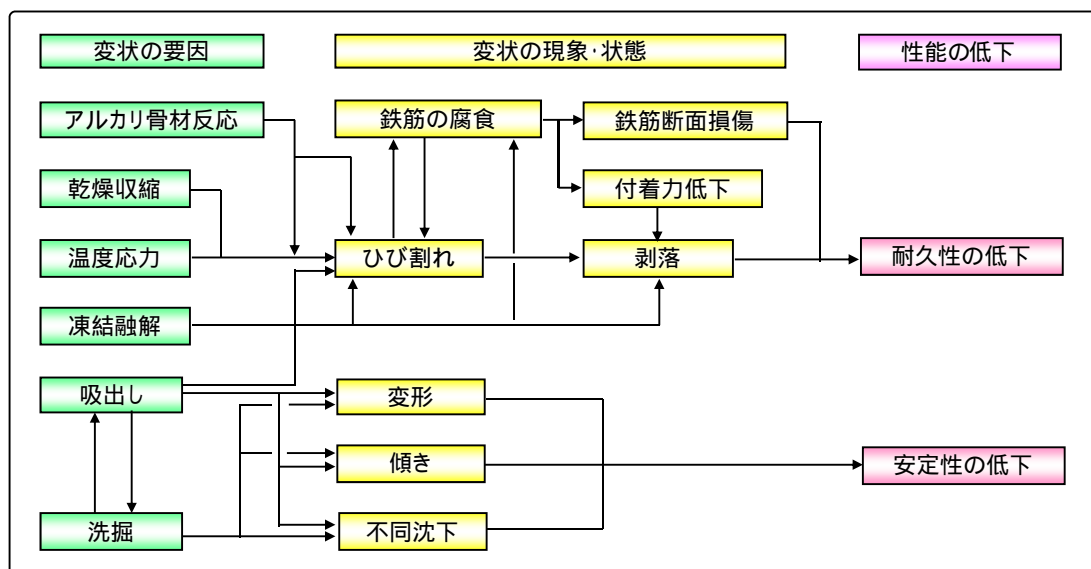 変状の要因
変状の現象・状態
性能の低下
アルカリ骨材反応
鉄筋の腐食
鉄筋断面損傷
乾燥収縮
付着力低下
温度応力
ひび割れ
剥落
耐久性の低下
凍結融解
吸出し
変形
傾き
安定性の低下
洗掘
不同沈下